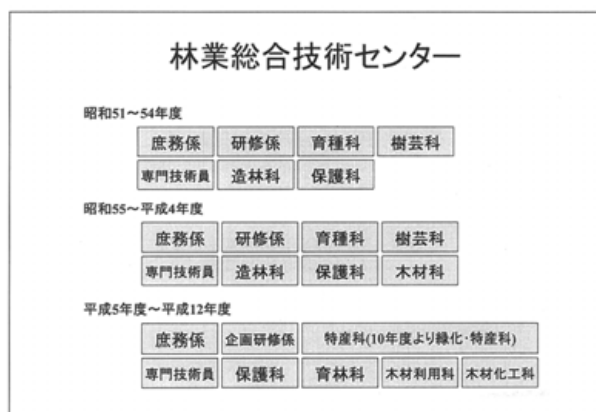 林業総合技術センター
昭和51～54年度
庶務係 研修係 育種科 樹芸科
専門技術員 造林科 保護科
昭和55～平成4年度
庶務係 研修係 育種科 樹芸科
専門技術員 造林科 保護科 木材科
平成5年度～平成12年度
庶務係 企画研修係 特産科(10年度より緑化・特産科)
専門技術員 保護科 育林科 木材利用科 木材化工科